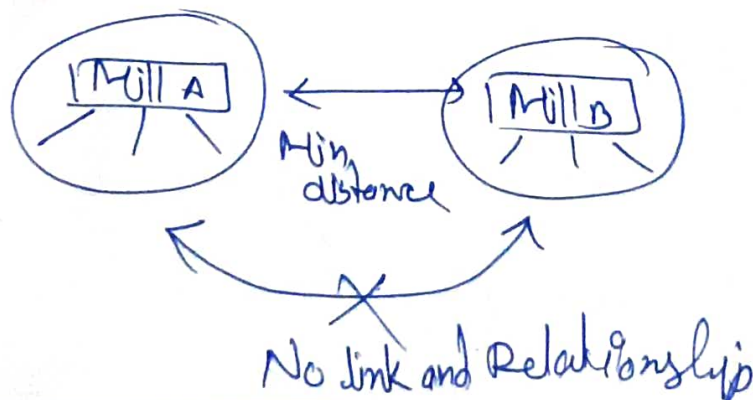 Mill A
Mill B
Min
distance
No link and Relationship